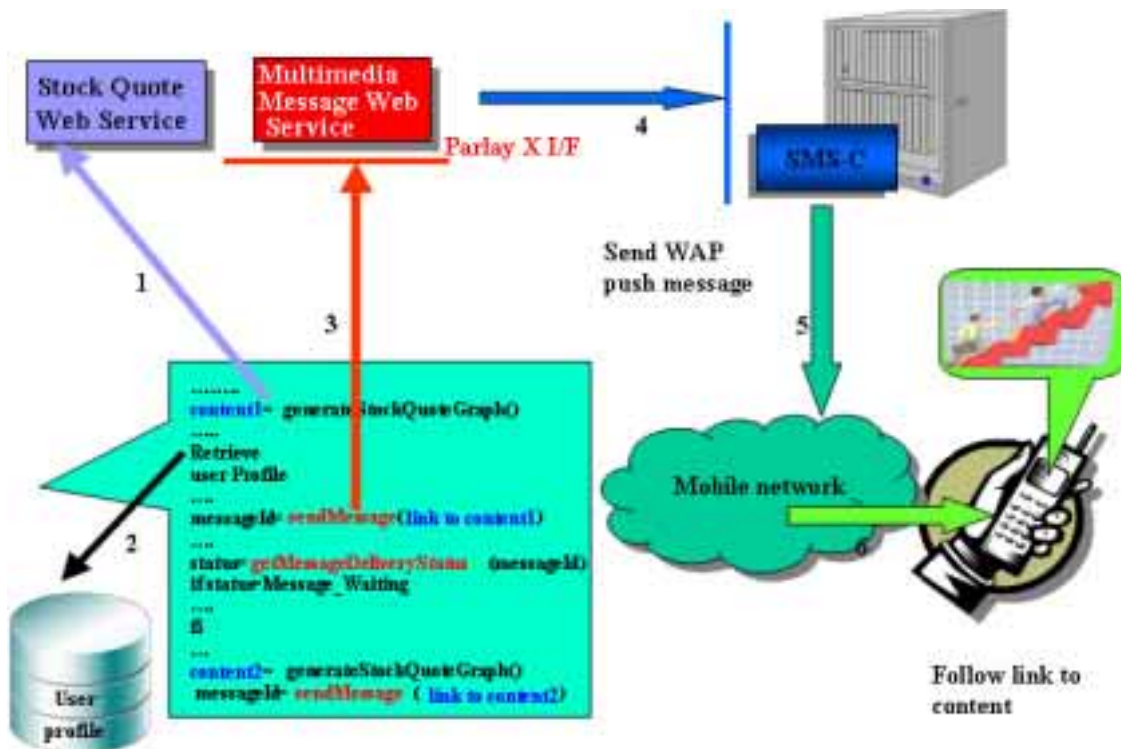 Stock Quote
Web Service
Multimedia
Message Web
Service
Parlay X I/F
4
SMS-C
Send WAP
push message
1
3
5
.........
content1= generateStockQuoteGraph()
.....
Retrieve
user Profile
....
messageId= sendMessage(link to content1)
....
status= getMessageDeliveryStatus (messageId)
if status=Message_Waiting
....
fi
...
content2= generateStockQuoteGraph()
messageId= sendMessage ( link to content2)
2
User
profile
Mobile network
6
Follow link to
content